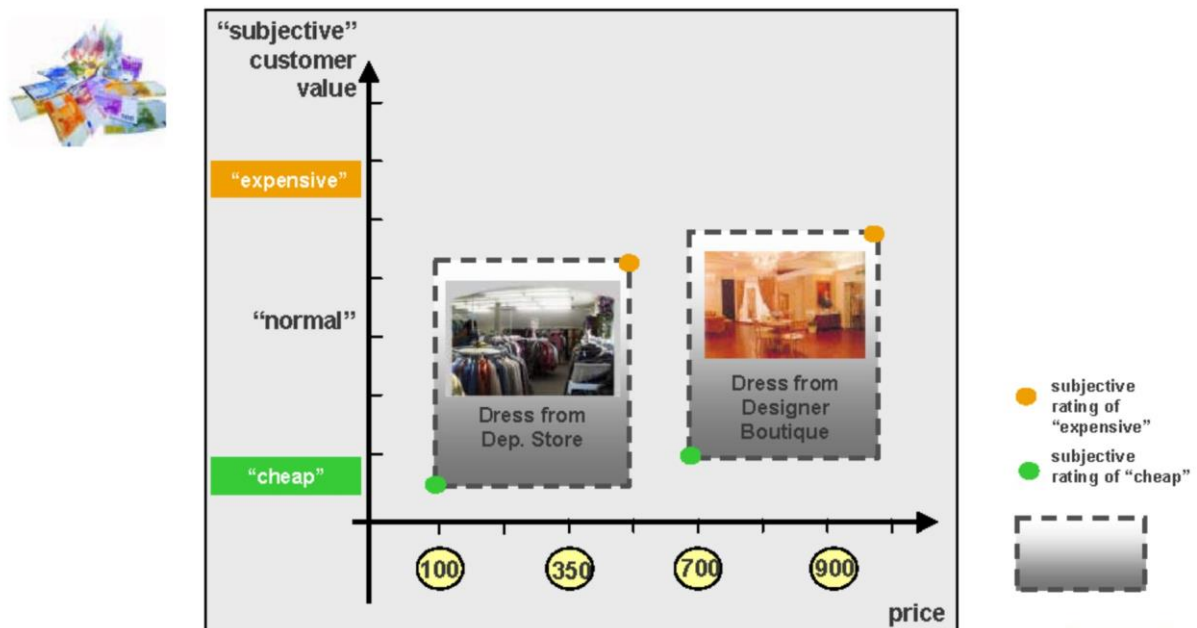 “subjective”
customer
value
“expensive”
“normal”
“cheap”
Dress from
Dep. Store
Dress from
Designer
Boutique
100
350
700
900
price
subjective
rating of
“expensive”
subjective
rating of “cheap”